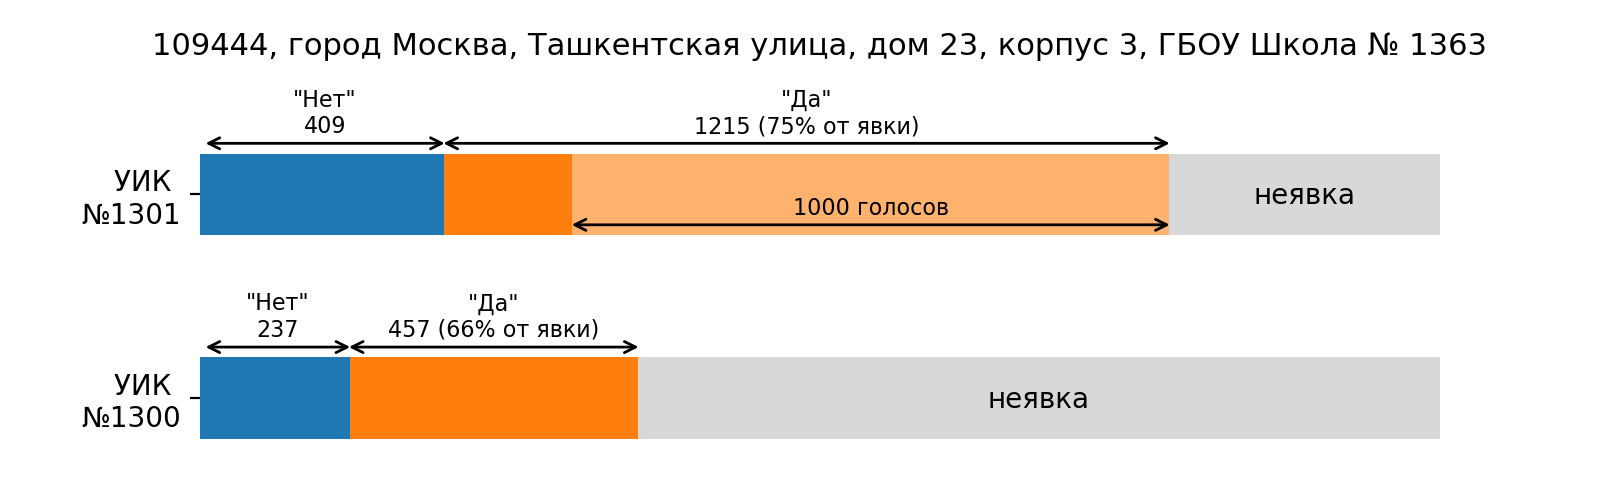 109444, город Москва, Ташкентская улица, дом 23, корпус 3, ГБОУ Школа № 1363
"Нет"
409
"Да"
1215 (75% от явки)
УИК
№1301
1000 голосов
неявка
"Нет"
237
"Да"
457 (66% от явки)
УИК
№1300
неявка